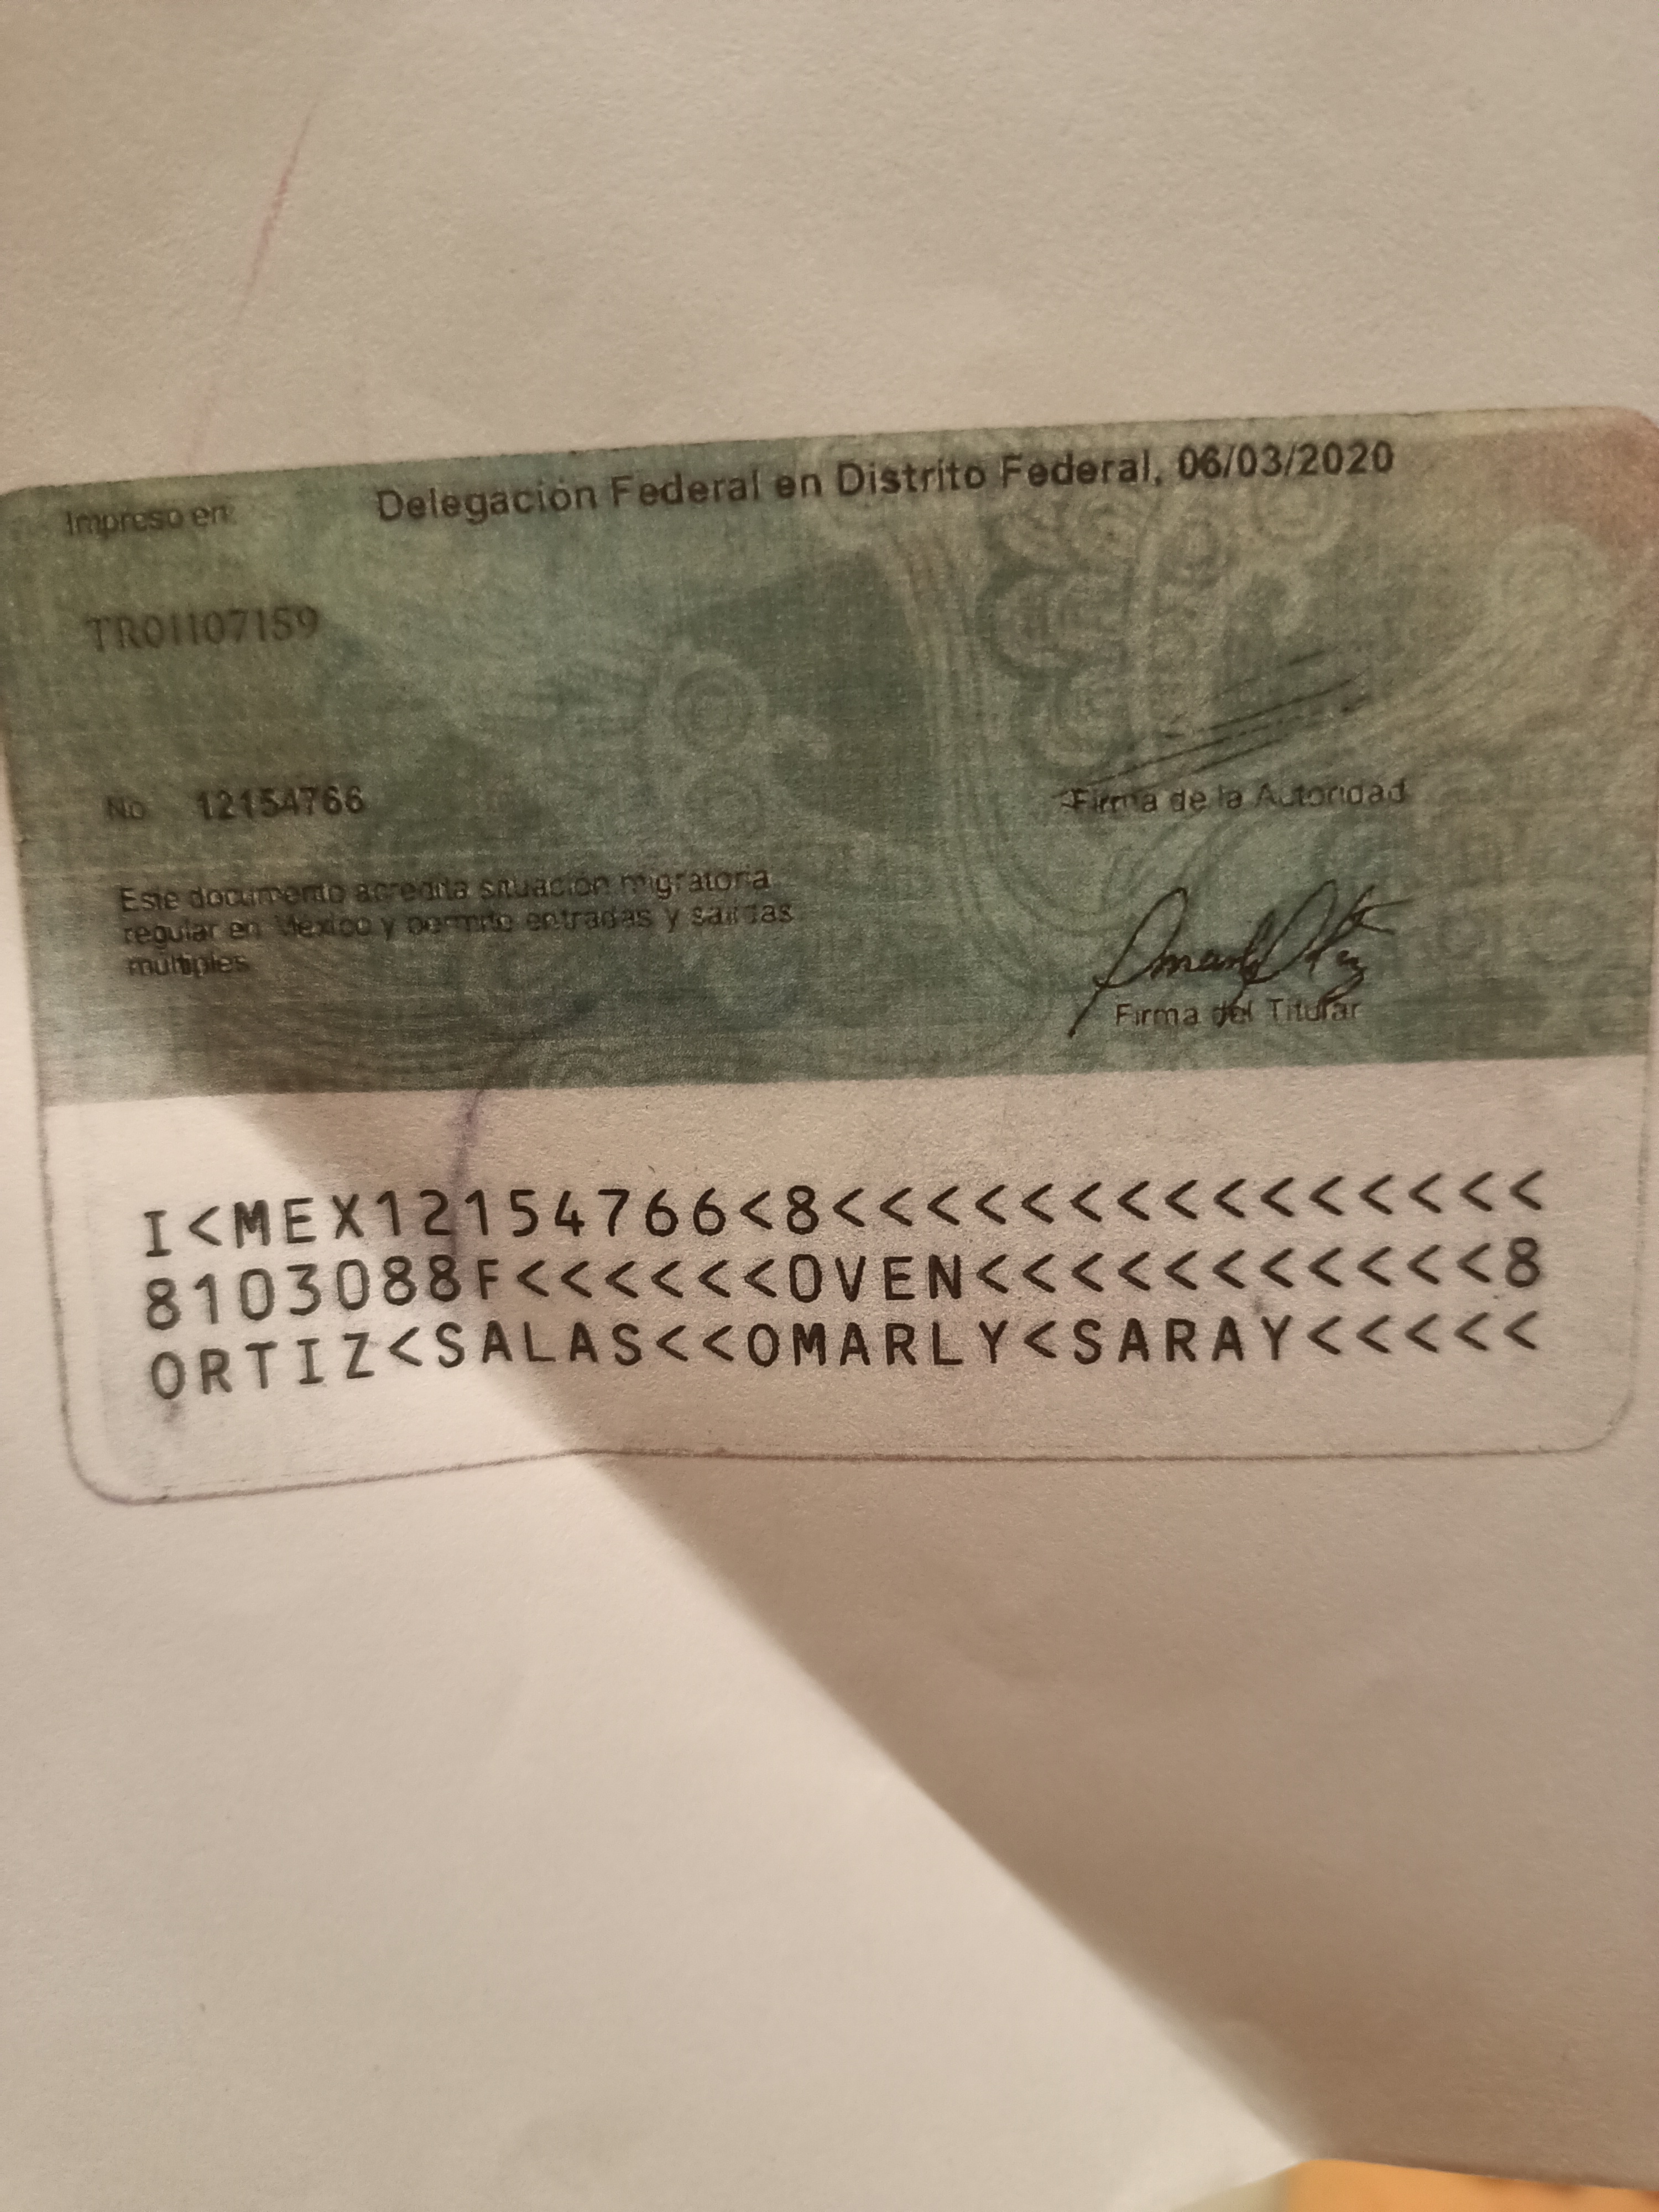 Impreso en: Delegación Federal en Distrito Federal, 06/03/2020
TR01107159
No 12154766
Firma de la Autoridad
Este documento acredita situación migratoria
regular en México y permite entradas y salidas
múltiples
Firma del Titular
I<MEX12154766<8<<<<<<<<<<<<<<<<
8103088F<<<<<<OVEN<<<<<<<<<<<<8
ORTIZ<SALAS<<OMARLY<SARAY<<<<<